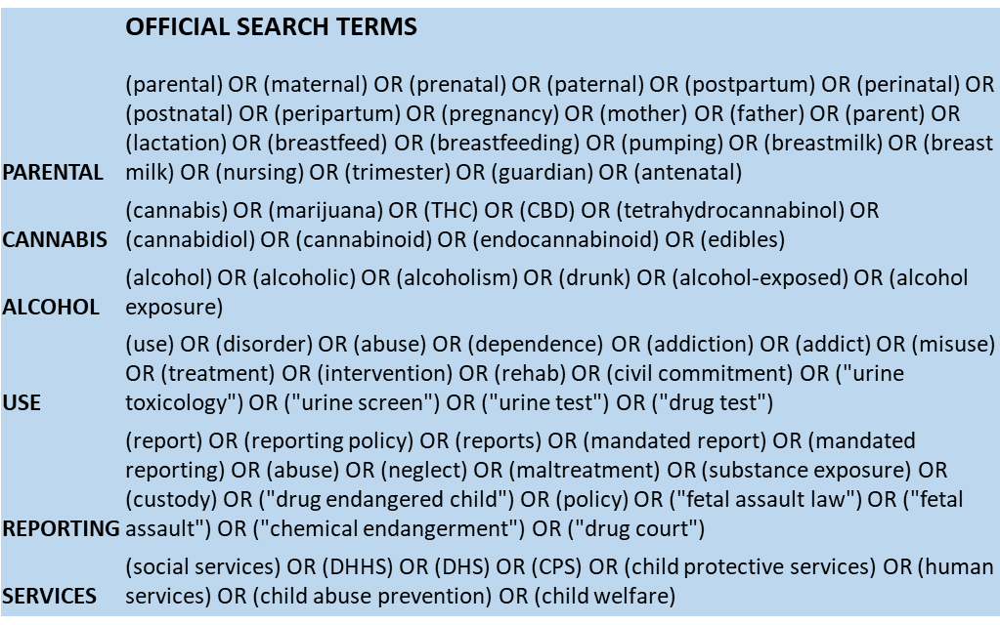 OFFICIAL SEARCH TERMS
(parental) OR (maternal) OR (prenatal) OR (paternal) OR (postpartum) OR (perinatal) OR
(postnatal) OR (peripartum) OR (pregnancy) OR (mother) OR (father) OR (parent) OR
(lactation) OR (breastfeed) OR (breastfeeding) OR (pumping) OR (breastmilk) OR (breast
PARENTAL milk) OR (nursing) OR (trimester) OR (guardian) OR (antenatal)
(cannabis) OR (marijuana) OR (THC) OR (CBD) OR (tetrahydrocannabinol) OR
CANNABIS (cannabidiol) OR (cannabinoid) OR (endocannabinoid) OR (edibles)
(alcohol) OR (alcoholic) OR (alcoholism) OR (drunk) OR (alcohol-exposed) OR (alcohol
ALCOHOL exposure)
(use) OR (disorder) OR (abuse) OR (dependence) OR (addiction) OR (addict) OR (misuse)
OR (treatment) OR (intervention) OR (rehab) OR (civil commitment) OR ("urine
USE toxicology") OR ("urine screen") OR ("urine test") OR ("drug test")
(report) OR (reporting policy) OR (reports) OR (mandated report) OR (mandated
reporting) OR (abuse) OR (neglect) OR (maltreatment) OR (substance exposure) OR
(custody) OR ("drug endangered child") OR (policy) OR ("fetal assault law") OR ("fetal
REPORTING assault") OR ("chemical endangerment") OR ("drug court")
(social services) OR (DHHS) OR (DHS) OR (CPS) OR (child protective services) OR (human
SERVICES services) OR (child abuse prevention) OR (child welfare)